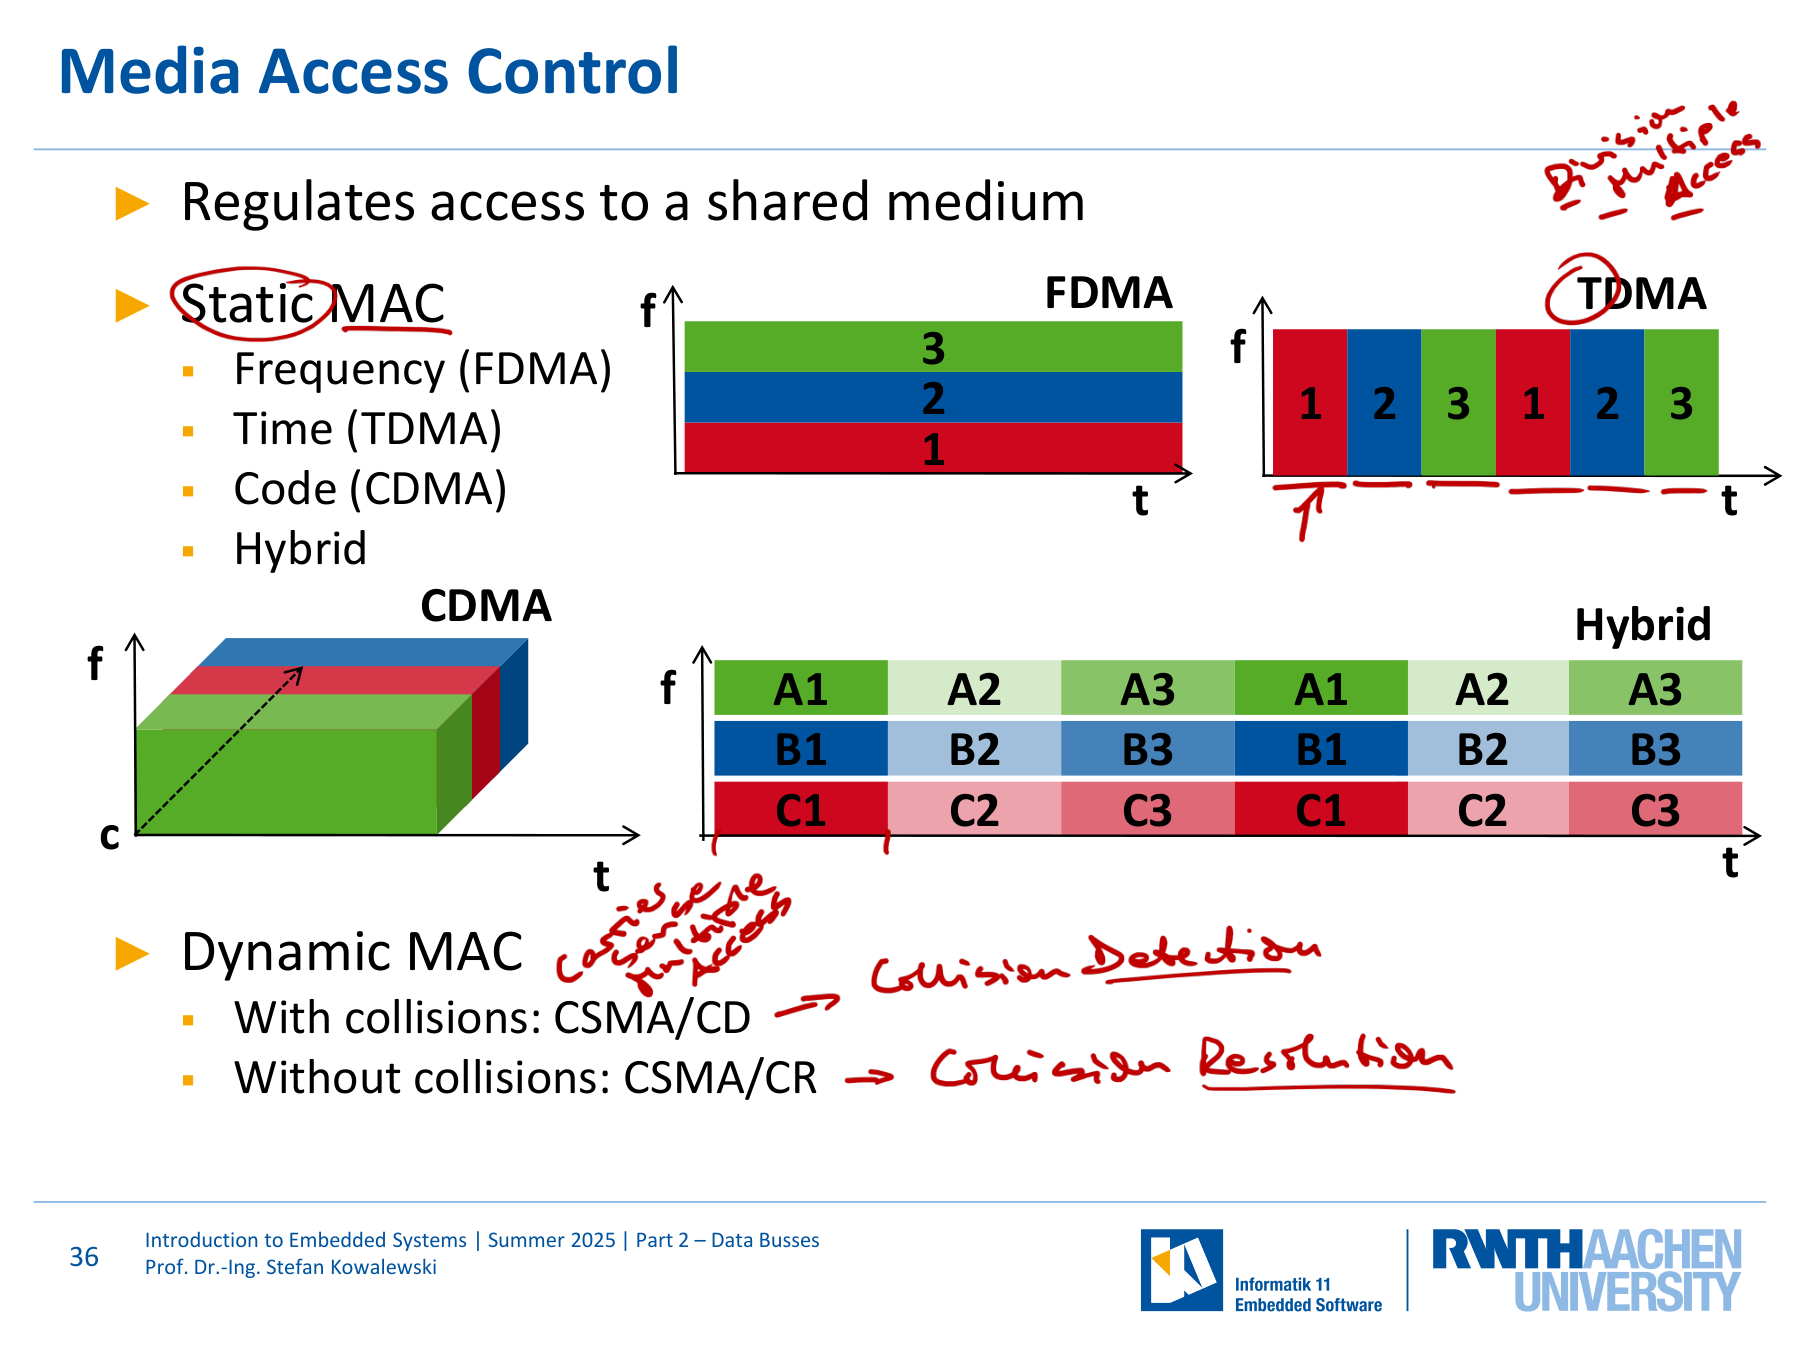 Media Access Control
Division
Multiple
Access
► Regulates access to a shared medium
► Static MAC
▪ Frequency (FDMA)
▪ Time (TDMA)
▪ Code (CDMA)
▪ Hybrid
FDMA
f
3
2
1
t
TDMA
f
1 2 3 1 2 3
t
CDMA
f
c
t
Hybrid
f
A1 A2 A3 A1 A2 A3
B1 B2 B3 B1 B2 B3
C1 C2 C3 C1 C2 C3
t
► Dynamic MAC
Sense
Multiple
Access
▪ With collisions: CSMA/CD → Collision Detection
▪ Without collisions: CSMA/CR → Collision Resolution
36
Introduction to Embedded Systems | Summer 2025 | Part 2 – Data Busses
Prof. Dr.-Ing. Stefan Kowalewski
Informatik 11
Embedded Software
RWTH AACHEN
UNIVERSITY